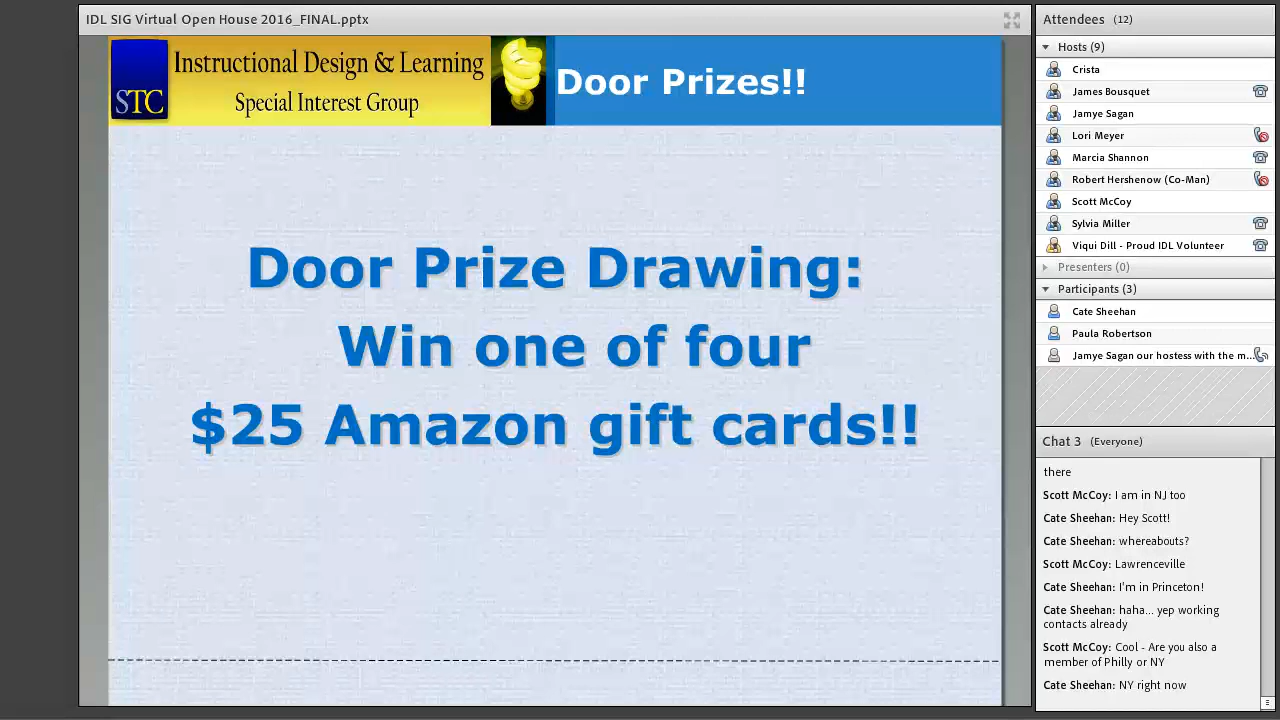 IDL SIG Virtual Open House 2016_FINAL.pptx
STC
Instructional Design & Learning
Special Interest Group
Door Prizes!!
Door Prize Drawing:
Win one of four
$25 Amazon gift cards!!
Attendees (12)
Hosts (9)
Crista
James Bousquet
Jamye Sagan
Lori Meyer
Marcia Shannon
Robert Hershenow (Co-Man)
Scott McCoy
Sylvia Miller
Viqui Dill - Proud IDL Volunteer
Presenters (0)
Participants (3)
Cate Sheehan
Paula Robertson
Jamye Sagan our hostess with the m...
Chat 3 (Everyone)
there
Scott McCoy: I am in NJ too
Cate Sheehan: Hey Scott!
Cate Sheehan: whereabouts?
Scott McCoy: Lawrenceville
Cate Sheehan: I'm in Princeton!
Cate Sheehan: haha... yep working
contacts already
Scott McCoy: Cool - Are you also a
member of Philly or NY
Cate Sheehan: NY right now